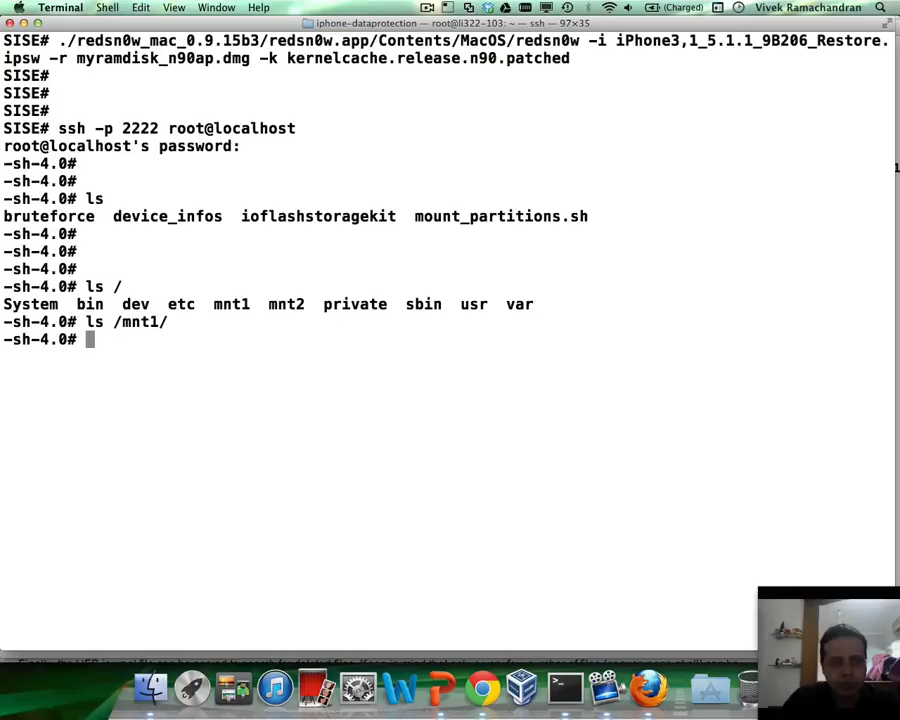 Terminal Shell Edit View Window Help (Charged) Vivek Ramachandran
iphone-dataprotection — root@li322-103: ~ — ssh — 97×35
SISE# ./redsn0w_mac_0.9.15b3/redsn0w.app/Contents/MacOS/redsn0w -i iPhone3,1_5.1.1_9B206_Restore.
ipsw -r myramdisk_n90ap.dmg -k kernelcache.release.n90.patched
SISE#
SISE#
SISE#
SISE# ssh -p 2222 root@localhost
root@localhost's password:
-sh-4.0#
-sh-4.0#
-sh-4.0# ls
bruteforce device_infos ioflashstoragekit mount_partitions.sh
-sh-4.0#
-sh-4.0#
-sh-4.0#
-sh-4.0# ls /
System bin dev etc mnt1 mnt2 private sbin usr var
-sh-4.0# ls /mnt1/
-sh-4.0#